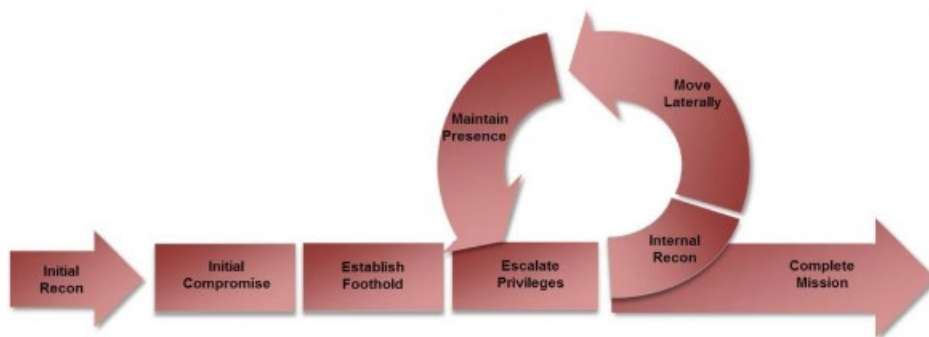 Initial
Recon
Initial
Compromise
Establish
Foothold
Escalate
Privileges
Internal
Recon
Move
Laterally
Maintain
Presence
Complete
Mission